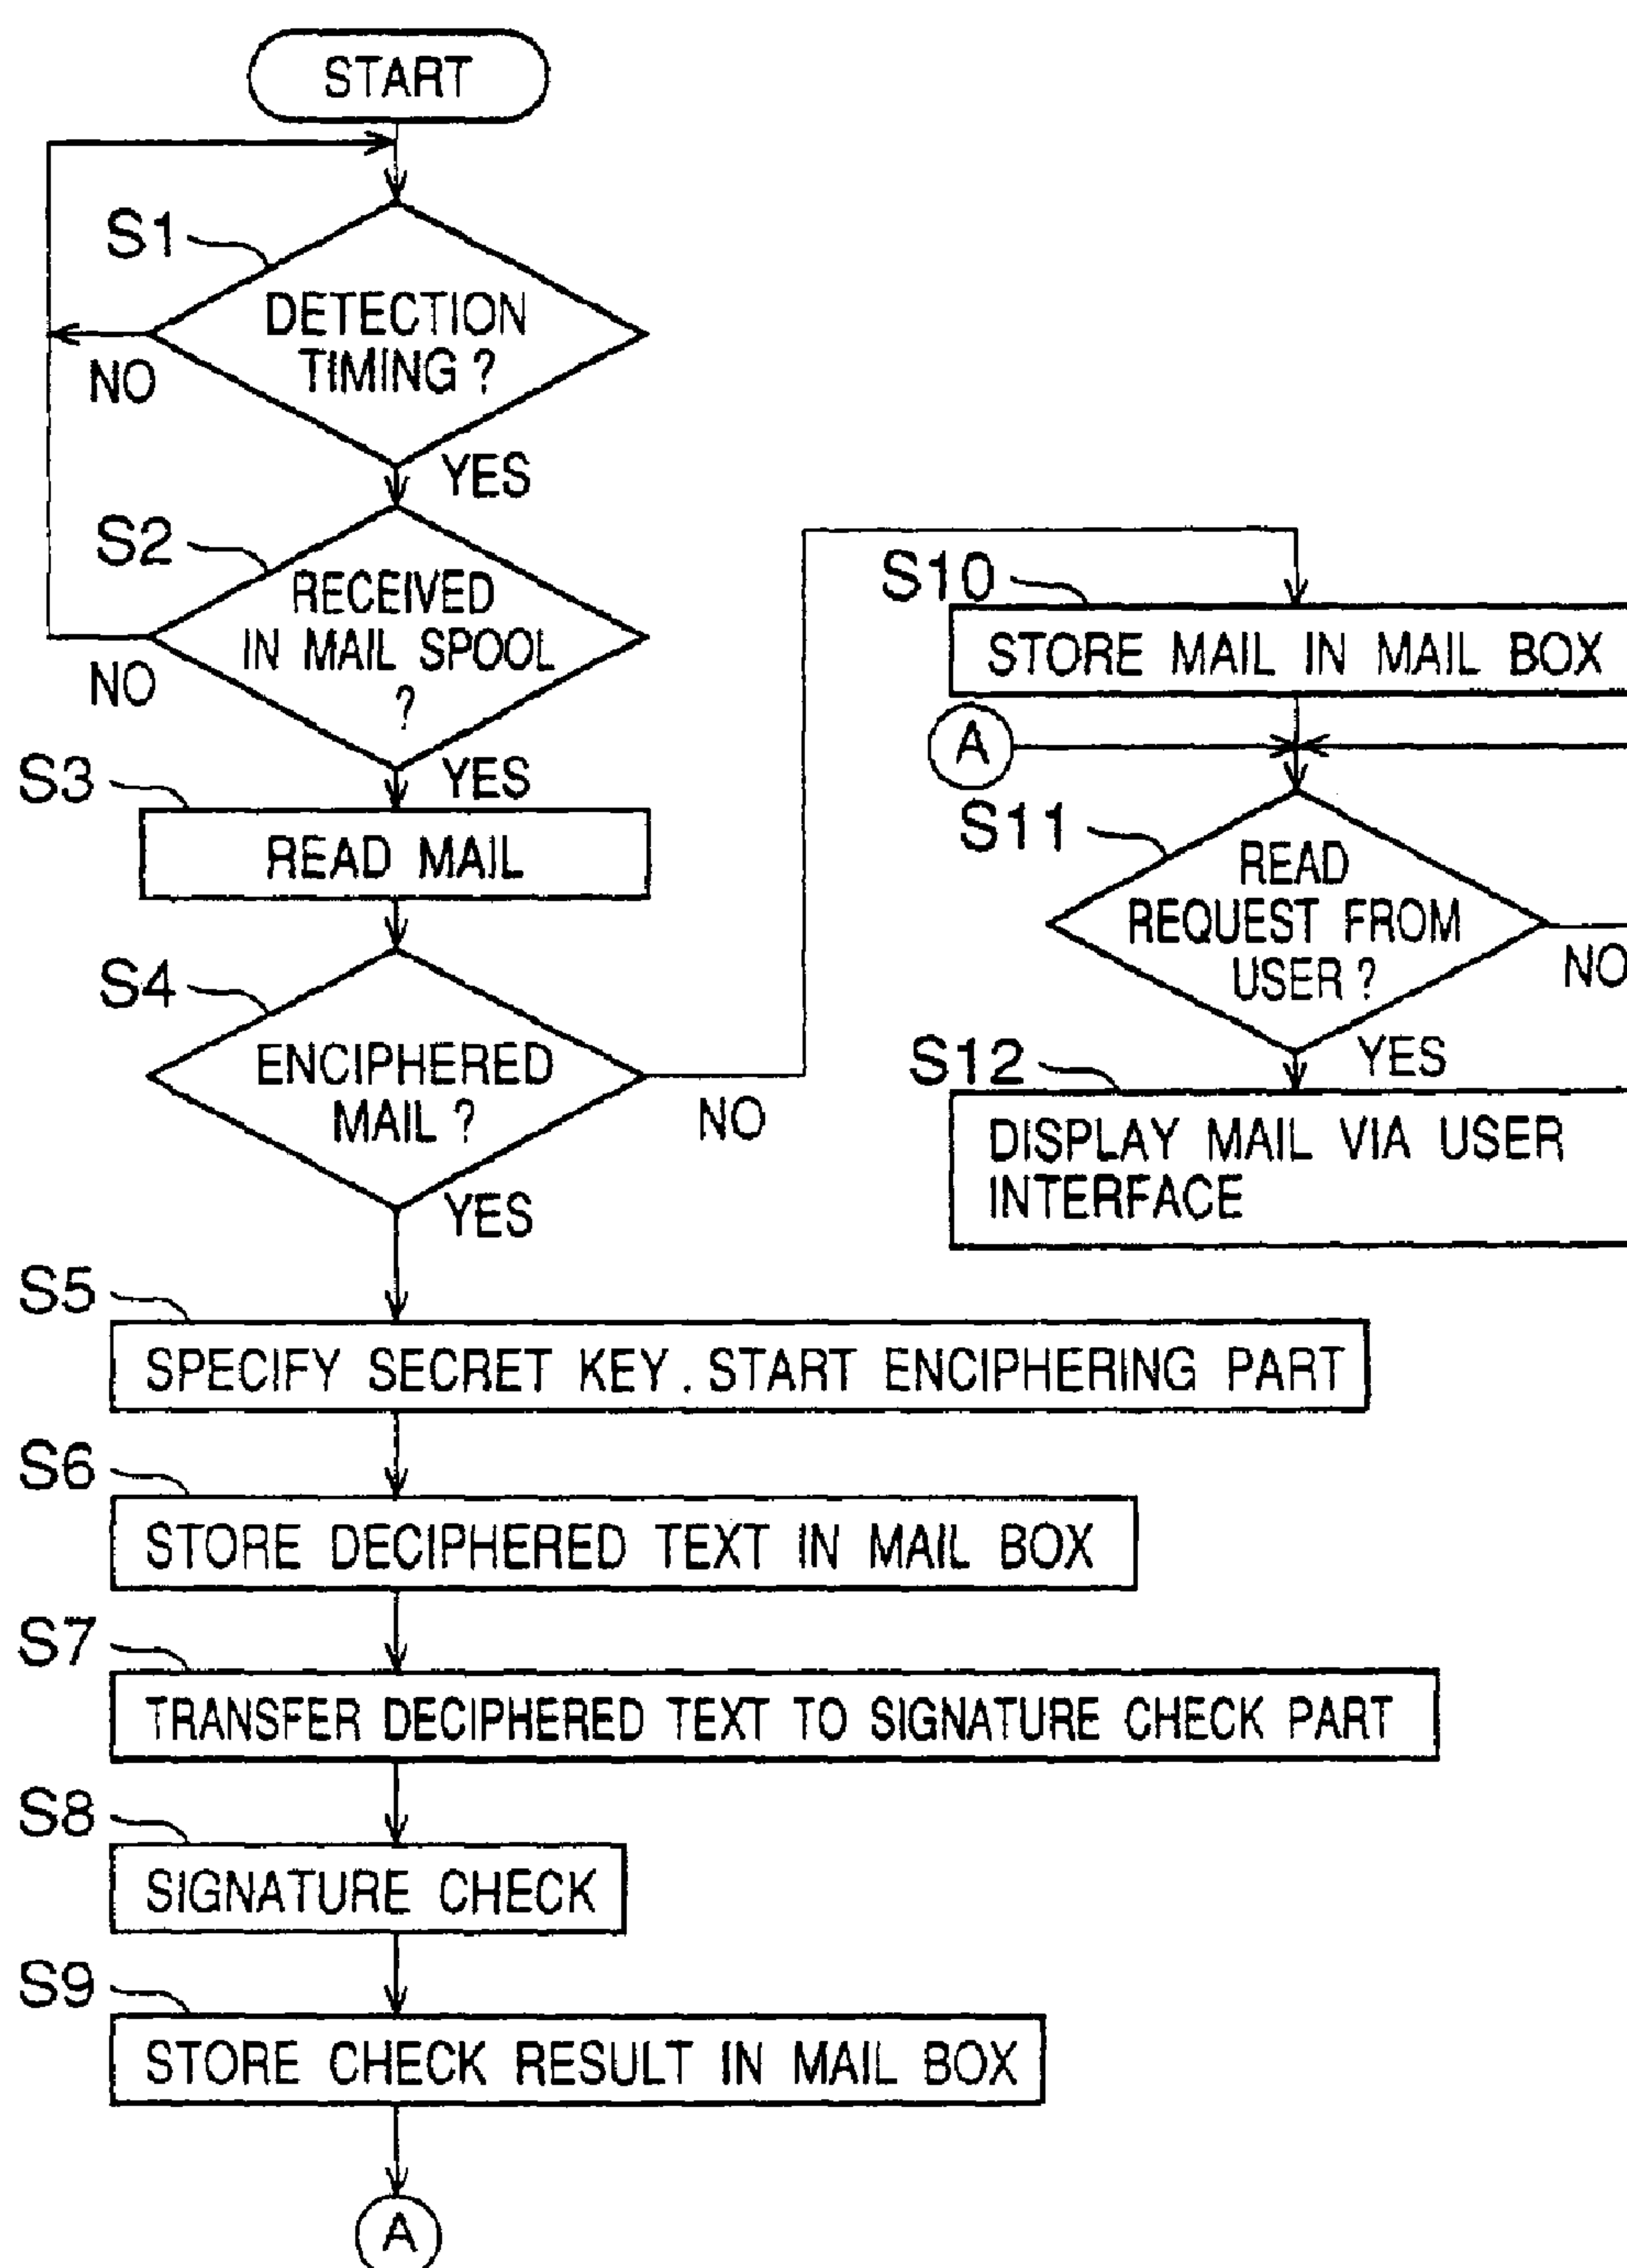 START
S1
DETECTION
TIMING ?
NO
YES
S2
RECEIVED
IN MAIL SPOOL
?
NO
YES
S3
READ MAIL
S4
ENCIPHERED
MAIL ?
NO
YES
S5
SPECIFY SECRET KEY. START ENCIPHERING PART
S6
STORE DECIPHERED TEXT IN MAIL BOX
S7
TRANSFER DECIPHERED TEXT TO SIGNATURE CHECK PART
S8
SIGNATURE CHECK
S9
STORE CHECK RESULT IN MAIL BOX
A
S10
STORE MAIL IN MAIL BOX
A
S11
READ
REQUEST FROM
USER ?
NO
YES
S12
DISPLAY MAIL VIA USER
INTERFACE